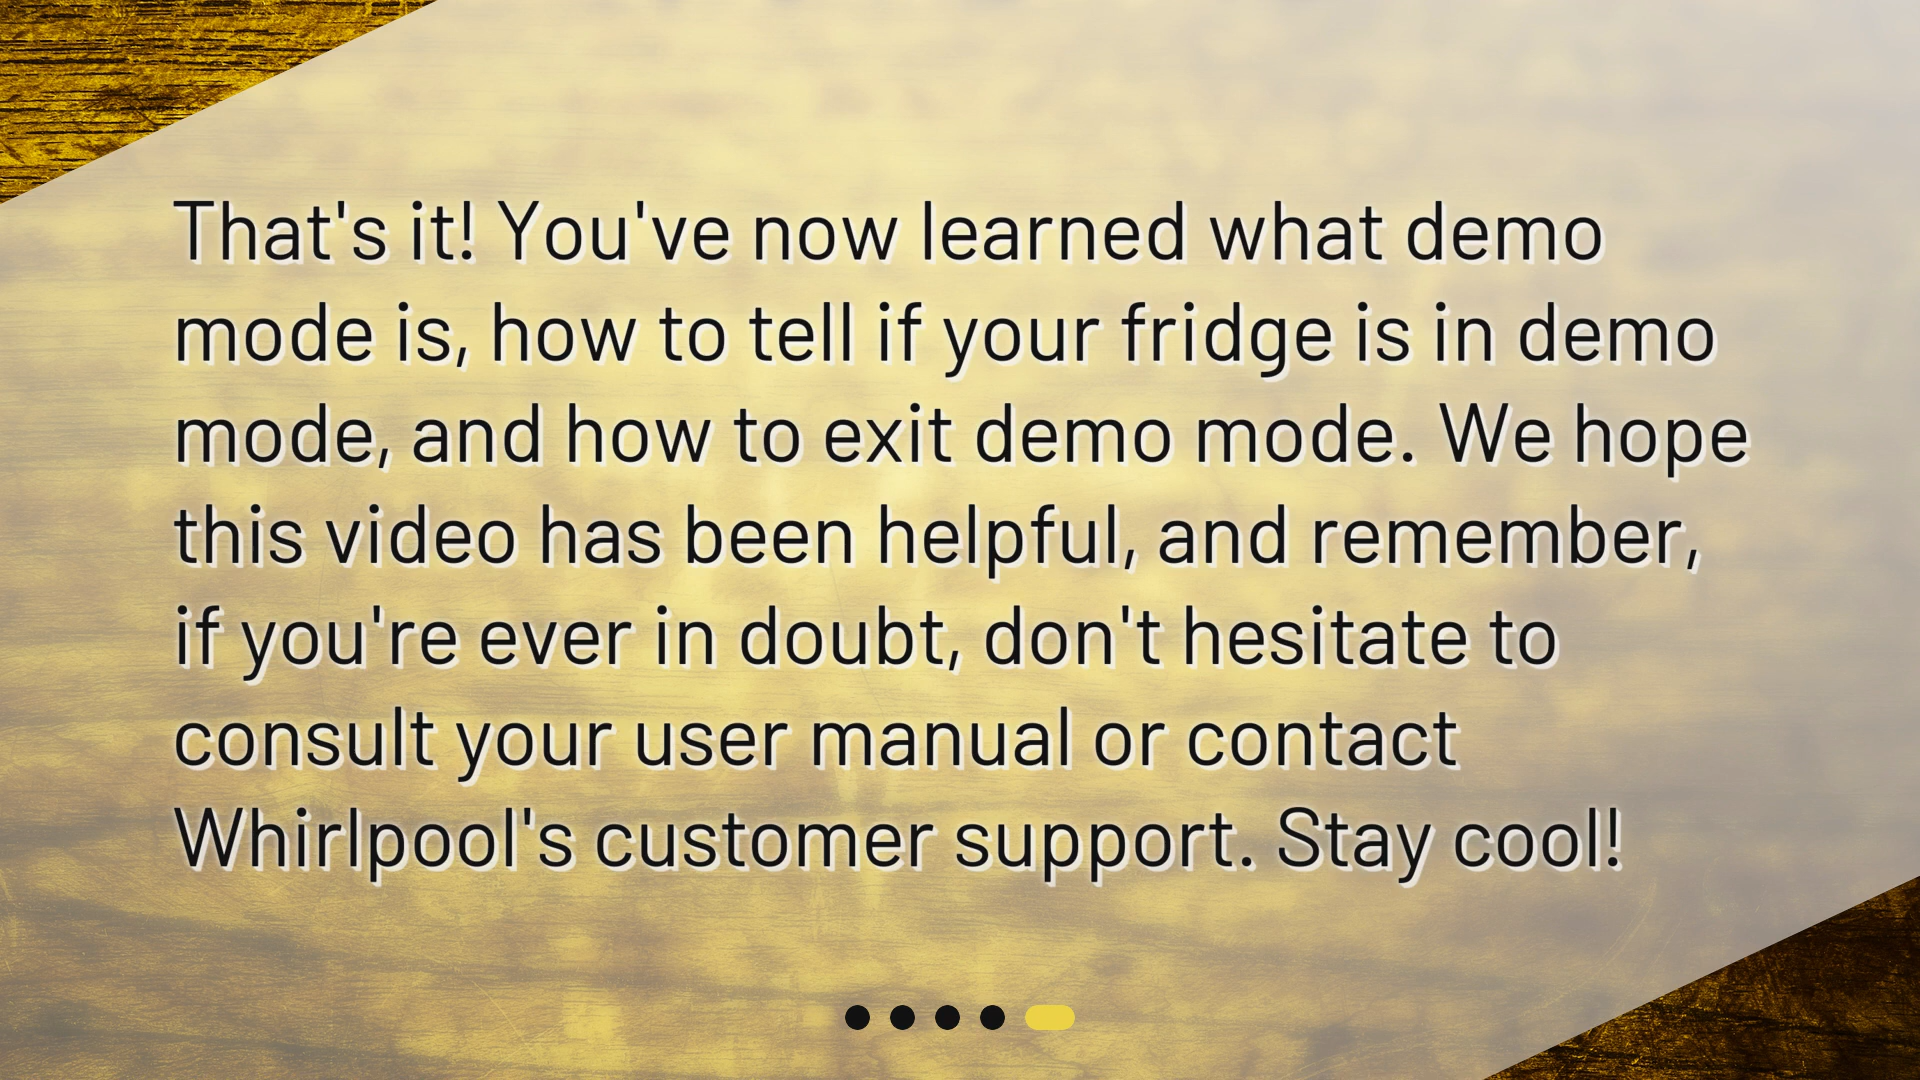 That's it! You've now learned what demo
mode is, how to tell if your fridge is in demo
mode, and how to exit demo mode. We hope
this video has been helpful, and remember,
if you're ever in doubt, don't hesitate to
consult your user manual or contact
Whirlpool's customer support. Stay cool!